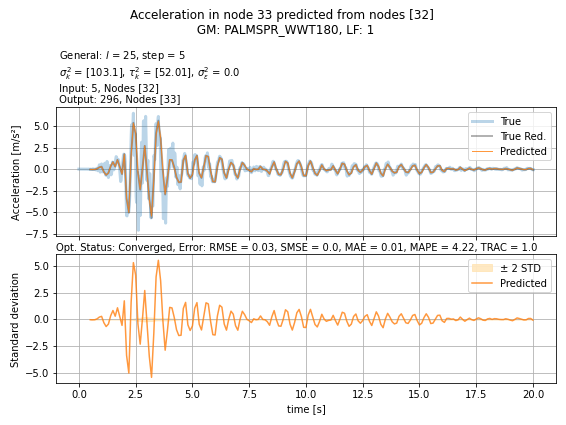 Acceleration in node 33 predicted from nodes [32]
GM: PALMSPR_WWT180, LF: 1
General: l = 25, step = 5
σ²ₖ = [103.1], τ²ₖ = [52.01], σ²ε = 0.0
Input: 5, Nodes [32]
Output: 296, Nodes [33]
True
True Red.
Predicted
Acceleration [m/s²]
5.0
2.5
0.0
−2.5
−5.0
−7.5
Opt. Status: Converged, Error: RMSE = 0.03, SMSE = 0.0, MAE = 0.01, MAPE = 4.22, TRAC = 1.0
± 2 STD
Predicted
Standard deviation
5.0
2.5
0.0
−2.5
−5.0
0.0 2.5 5.0 7.5 10.0 12.5 15.0 17.5 20.0
time [s]